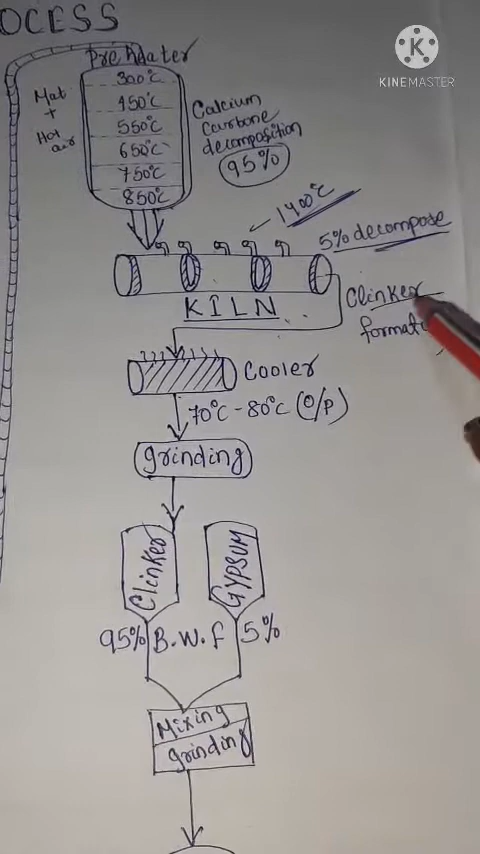 OCESS
KINEMASTER
Pre Heater
300°C
450°C
550°C
650°C
750°C
850°C
Mat
+
Hot
air
Calcium
Carbone
decomposition
95%
1400°C
5% decompose
KILN
Clinker
formati
Cooler
70°C - 80°C (O/P)
grinding
Clinker
Gypsum
95% B.W.F 5%
Mixing
grinding